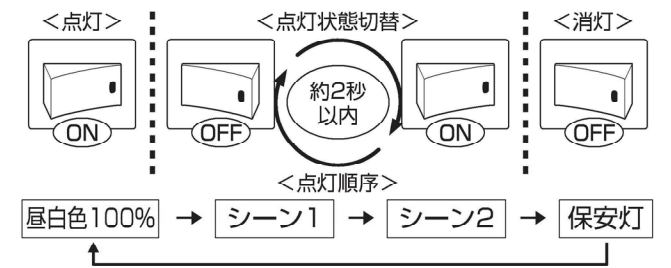 ＜点灯＞ ＜点灯状態切替＞ ＜消灯＞
約2秒
以内
ON OFF ON OFF
＜点灯順序＞
昼白色100% → シーン1 → シーン2 → 保安灯